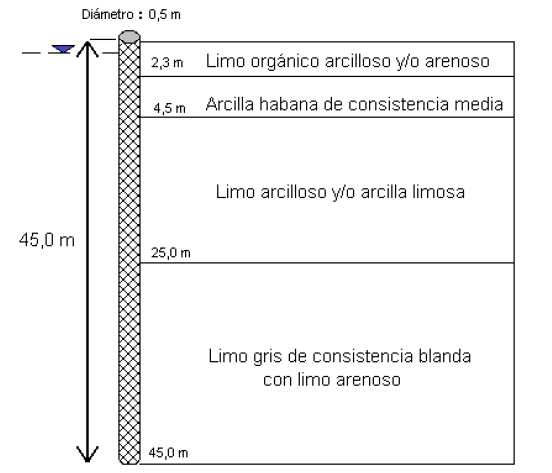 Diámetro : 0,5 m
2,3 m
Limo orgánico arcilloso y/o arenoso
4,5 m
Arcilla habana de consistencia media
Limo arcilloso y/o arcilla limosa
45,0 m
25,0 m
Limo gris de consistencia blanda
con limo arenoso
45,0 m